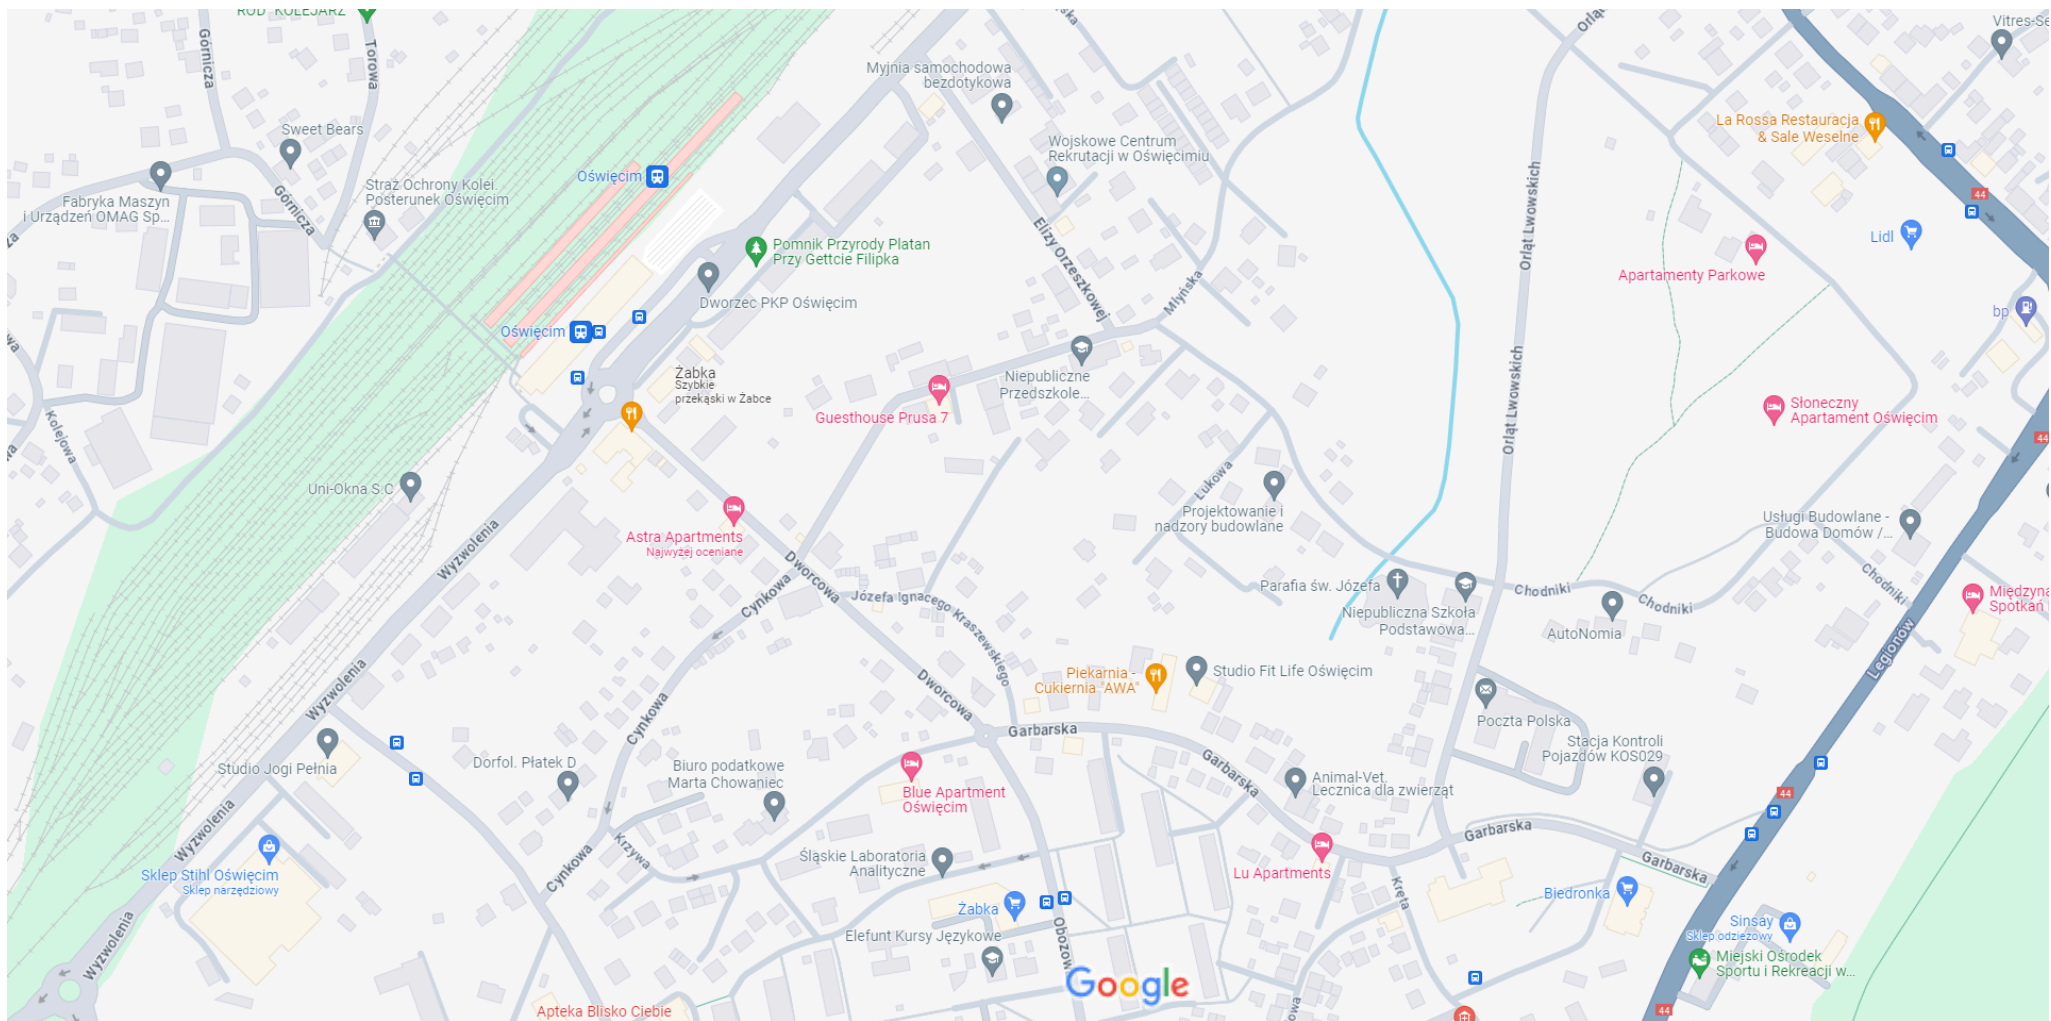 ROD "KOLEJARZ"
Górnicza
Torowa
Orląt
Vitres-Se
Myjnia samochodowa
bezdotykowa
Sweet Bears
La Rossa Restauracja
& Sale Weselne
Wojskowe Centrum
Rekrutacji w Oświęcimiu
Oświęcim
Straż Ochrony Kolei.
Posterunek Oświęcim
Fabryka Maszyn
i Urządzeń OMAG Sp...
Górnicza
44
Orląt Lwowskich
Elizy Orzeszkowej
Lidl
Pomnik Przyrody Platan
Przy Gettcie Filipka
Apartamenty Parkowe
Młyńska
Dworzec PKP Oświęcim
bp
Oświęcim
Żabka
Szybkie
przekąski w Żabce
Niepubliczne
Przedszkole...
Orląt Lwowskich
Guesthouse Prusa 7
Słoneczny
Apartament Oświęcim
Kolejowa
44
Uni-Okna S.C
Łukowa
Projektowanie i
nadzory budowlane
Usługi Budowlane -
Budowa Domów /...
Astra Apartments
Najwyżej oceniane
Wyzwolenia
Dworcowa
Cynkowa
Józefa Ignacego Kraszewskiego
Parafia św. Józefa
Chodniki
Chodniki
Chodniki
Międzyna
Spotkań
Niepubliczna Szkoła
Podstawowa...
AutoNomia
Legionów
Wyzwolenia
Dworcowa
Piekarnia -
Cukiernia "AWA"
Studio Fit Life Oświęcim
Cynkowa
Poczta Polska
Garbarska
Stacja Kontroli
Pojazdów KOS029
Studio Jogi Pełnia
Dorfol. Płatek D
Biuro podatkowe
Marta Chowaniec
Garbarska
Animal-Vet.
Lecznica dla zwierząt
Blue Apartment
Oświęcim
44
Wyzwolenia
Garbarska
Krzywa
Śląskie Laboratoria
Analityczne
Cynkowa
Garbarska
Sklep Stihl Oświęcim
Sklep narzędziowy
Lu Apartments
Kręta
Biedronka
Żabka
Sinsay
Sklep odzieżowy
Wyzwolenia
Elefunt Kursy Językowe
Obozow
Miejski Ośrodek
Sportu i Rekreacji w...
Google
Apteka Blisko Ciebie
44